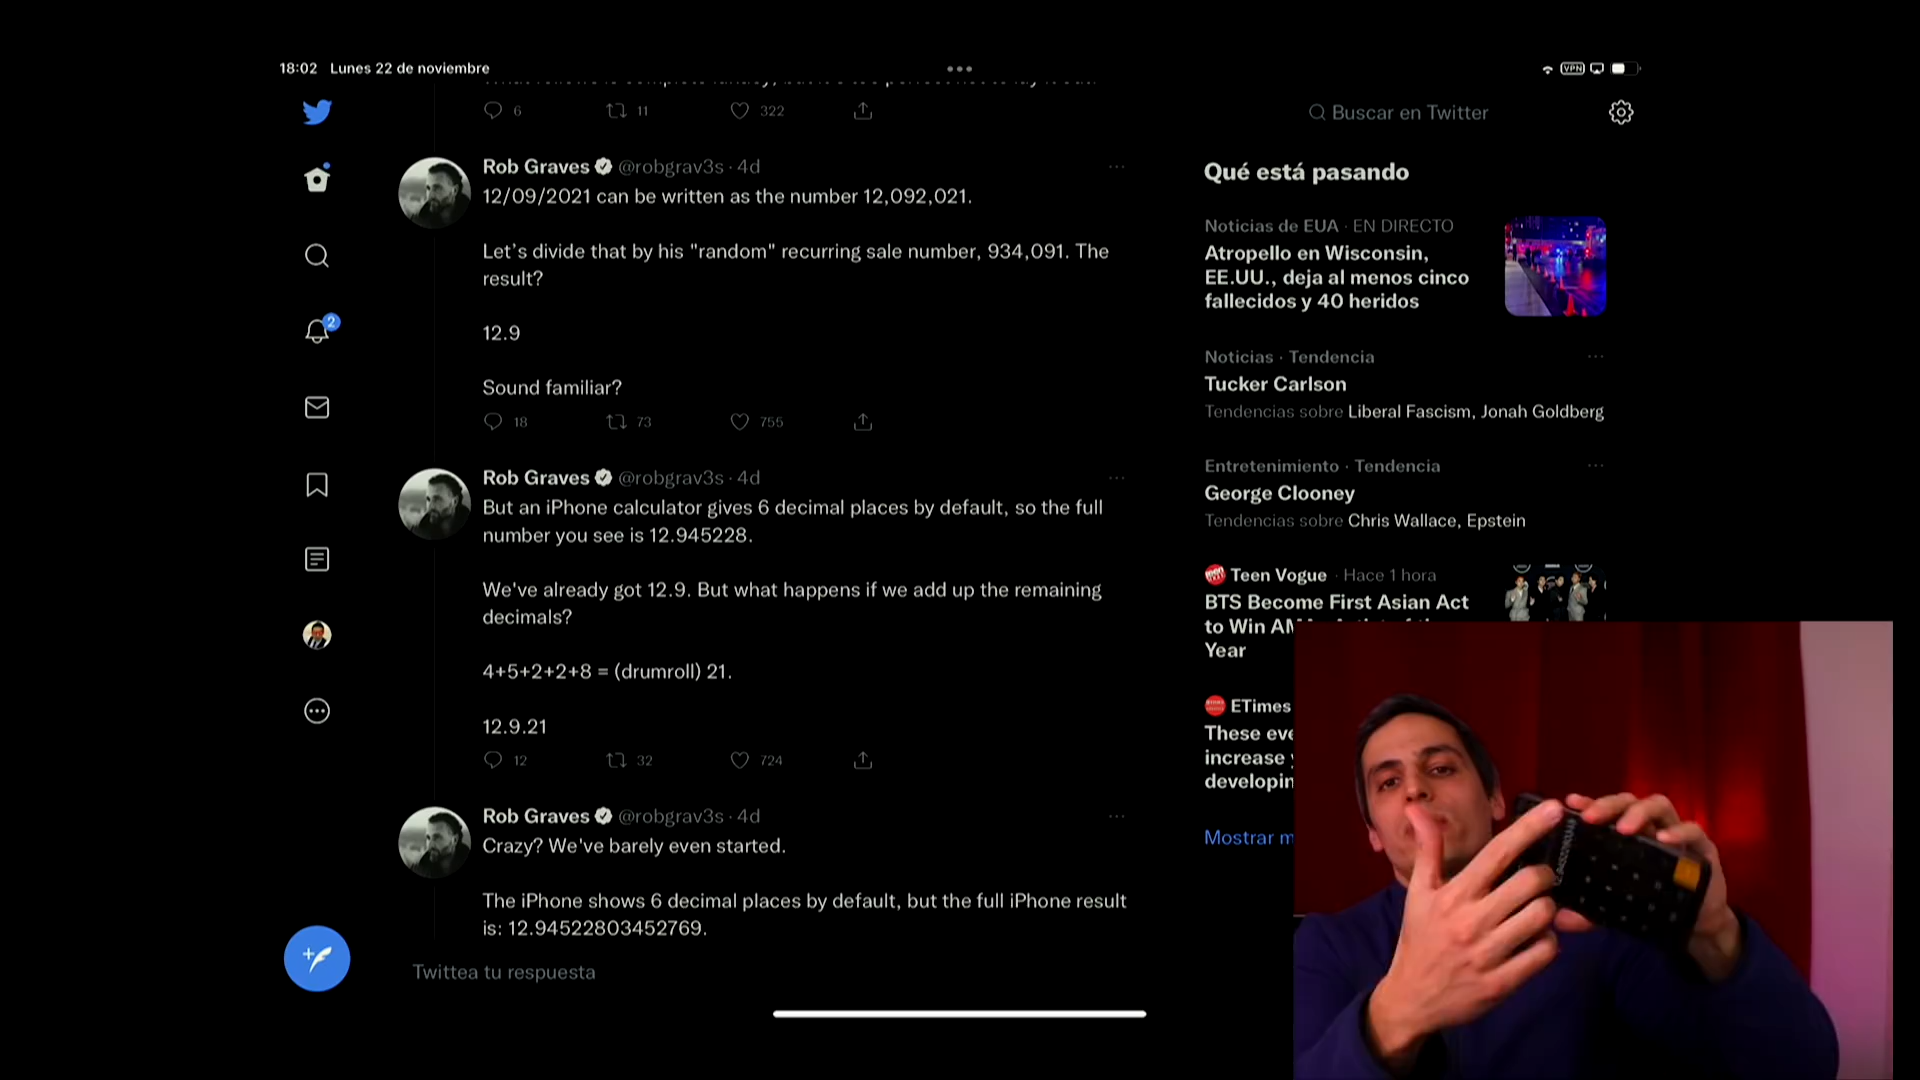 18:02 Lunes 22 de noviembre
VPN
6 11 322
Buscar en Twitter
Rob Graves @robgrav3s · 4d
12/09/2021 can be written as the number 12,092,021.
Let's divide that by his "random" recurring sale number, 934,091. The
result?
12.9
Sound familiar?
18 73 755
Rob Graves @robgrav3s · 4d
But an iPhone calculator gives 6 decimal places by default, so the full
number you see is 12.945228.
We've already got 12.9. But what happens if we add up the remaining
decimals?
4+5+2+2+8 = (drumroll) 21.
12.9.21
12 32 724
Rob Graves @robgrav3s · 4d
Crazy? We've barely even started.
The iPhone shows 6 decimal places by default, but the full iPhone result
is: 12.94522803452769.
Twittea tu respuesta
2
Qué está pasando
Noticias de EUA · EN DIRECTO
Atropello en Wisconsin,
EE.UU., deja al menos cinco
fallecidos y 40 heridos
Noticias · Tendencia
Tucker Carlson
Tendencias sobre Liberal Fascism, Jonah Goldberg
Entretenimiento · Tendencia
George Clooney
Tendencias sobre Chris Wallace, Epstein
Teen Vogue · Hace 1 hora
BTS Become First Asian Act
to Win
Year
ETimes
These
increase
Mostrar